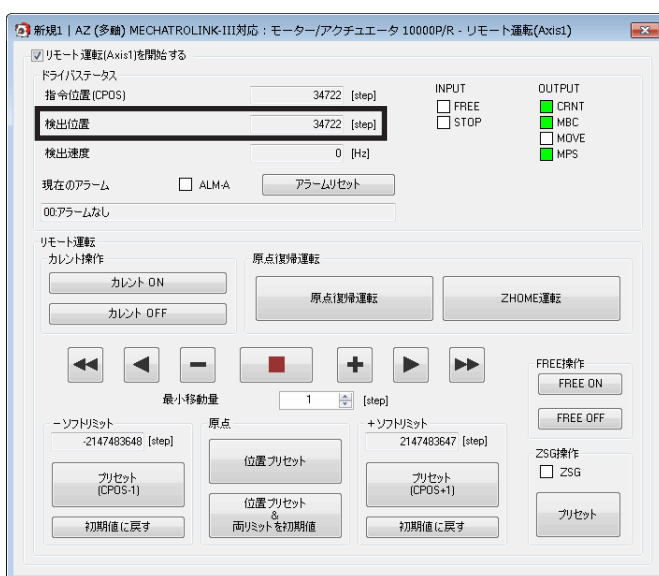 新規1 | AZ (多軸) MECHATROLINK-III対応 : モーター/アクチュエータ 10000P/R - リモート運転(Axis1)
リモート運転(Axis1)を開始する
ドライバステータス
指令位置(CPOS) 34722 [step]
検出位置 34722 [step]
検出速度 0 [Hz]
INPUT
FREE
STOP
OUTPUT
CRNT
MBC
MOVE
MPS
現在のアラーム ALM-A アラームリセット
00:アラームなし
リモート運転
カレント操作
カレント ON
カレント OFF
原点復帰運転
原点復帰運転
ZHOME運転
最小移動量 1 [step]
FREE操作
FREE ON
FREE OFF
-ソフトリミット
-2147483648 [step]
プリセット
(CPOS-1)
初期値に戻す
原点
位置プリセット
位置プリセット
&
両リミットを初期値
+ソフトリミット
2147483647 [step]
プリセット
(CPOS+1)
初期値に戻す
ZSG操作
ZSG
プリセット